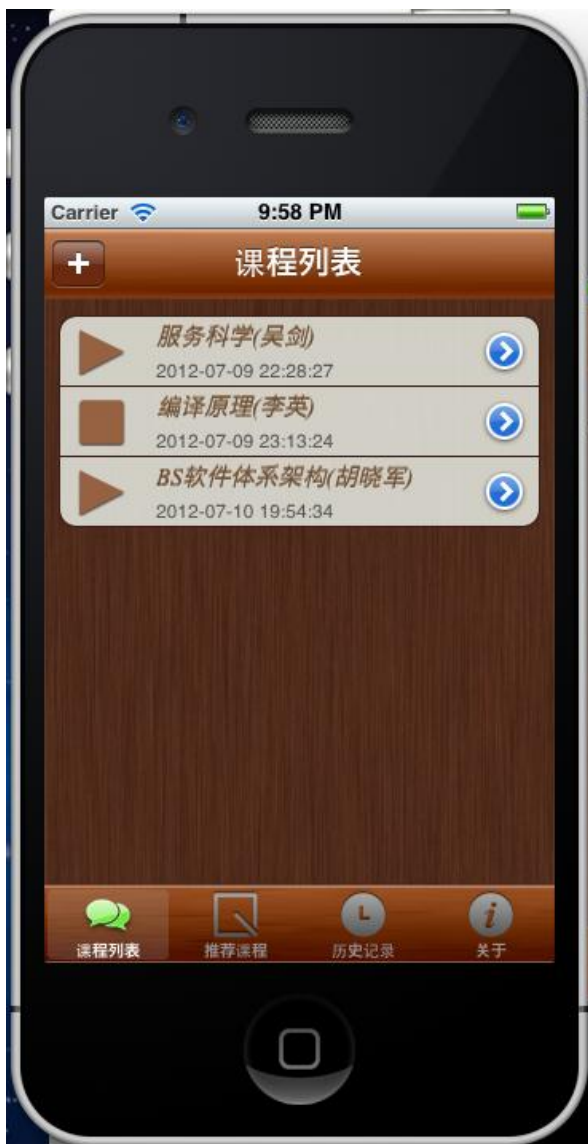 Carrier 9:58 PM
+ 课程列表
服务科学(吴剑)
2012-07-09 22:28:27
编译原理(李英)
2012-07-09 23:13:24
BS软件体系架构(胡晓军)
2012-07-10 19:54:34
课程列表 推荐课程 历史记录 关于